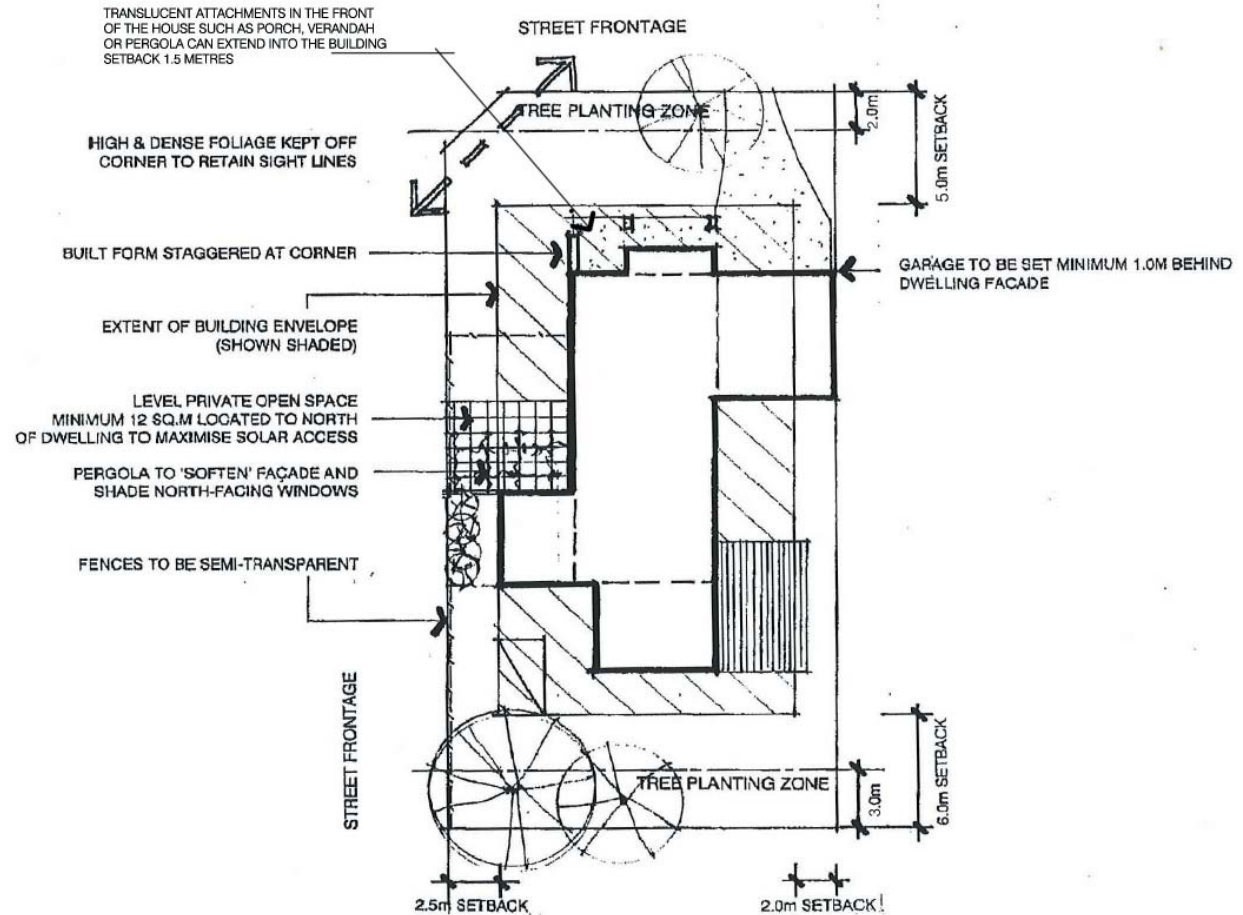 TRANSLUCENT ATTACHMENTS IN THE FRONT
OF THE HOUSE SUCH AS PORCH, VERANDAH
OR PERGOLA CAN EXTEND INTO THE BUILDING
SETBACK 1.5 METRES
STREET FRONTAGE
TREE PLANTING ZONE
2.0m
5.0m SETBACK
HIGH & DENSE FOLIAGE KEPT OFF
CORNER TO RETAIN SIGHT LINES
BUILT FORM STAGGERED AT CORNER
GARAGE TO BE SET MINIMUM 1.0M BEHIND
DWELLING FACADE
EXTENT OF BUILDING ENVELOPE
(SHOWN SHADED)
LEVEL PRIVATE OPEN SPACE
MINIMUM 12 SQ.M LOCATED TO NORTH
OF DWELLING TO MAXIMISE SOLAR ACCESS
PERGOLA TO 'SOFTEN' FAÇADE AND
SHADE NORTH-FACING WINDOWS
FENCES TO BE SEMI-TRANSPARENT
STREET FRONTAGE
TREE PLANTING ZONE
3.0m
6.0m SETBACK
2.5m SETBACK
2.0m SETBACK